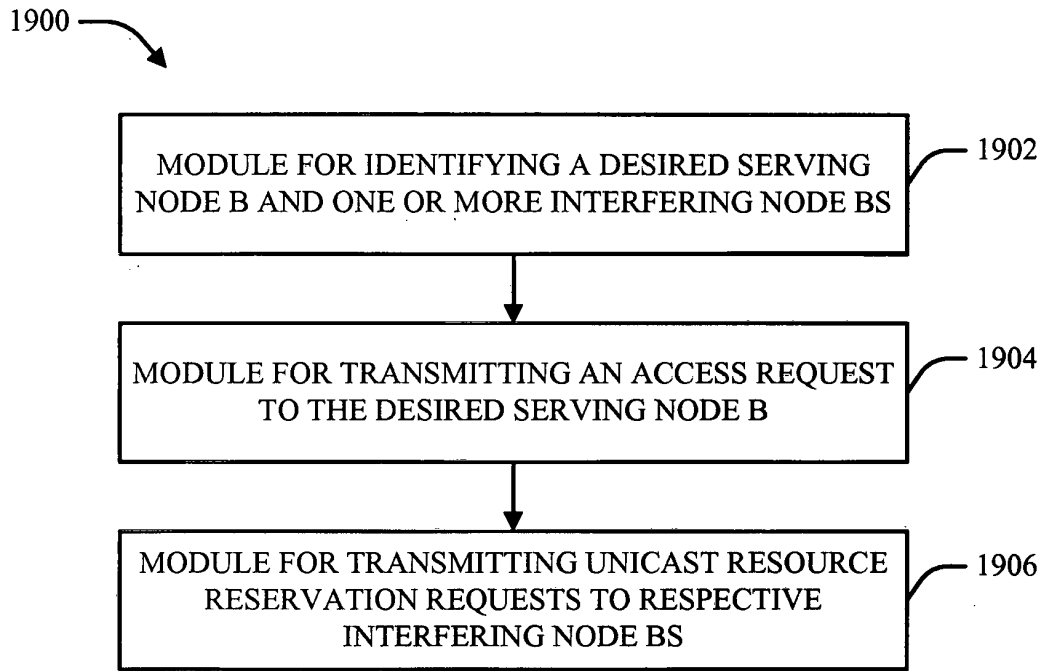 1900
MODULE FOR IDENTIFYING A DESIRED SERVING
NODE B AND ONE OR MORE INTERFERING NODE BS
1902
MODULE FOR TRANSMITTING AN ACCESS REQUEST
TO THE DESIRED SERVING NODE B
1904
MODULE FOR TRANSMITTING UNICAST RESOURCE
RESERVATION REQUESTS TO RESPECTIVE
INTERFERING NODE BS
1906